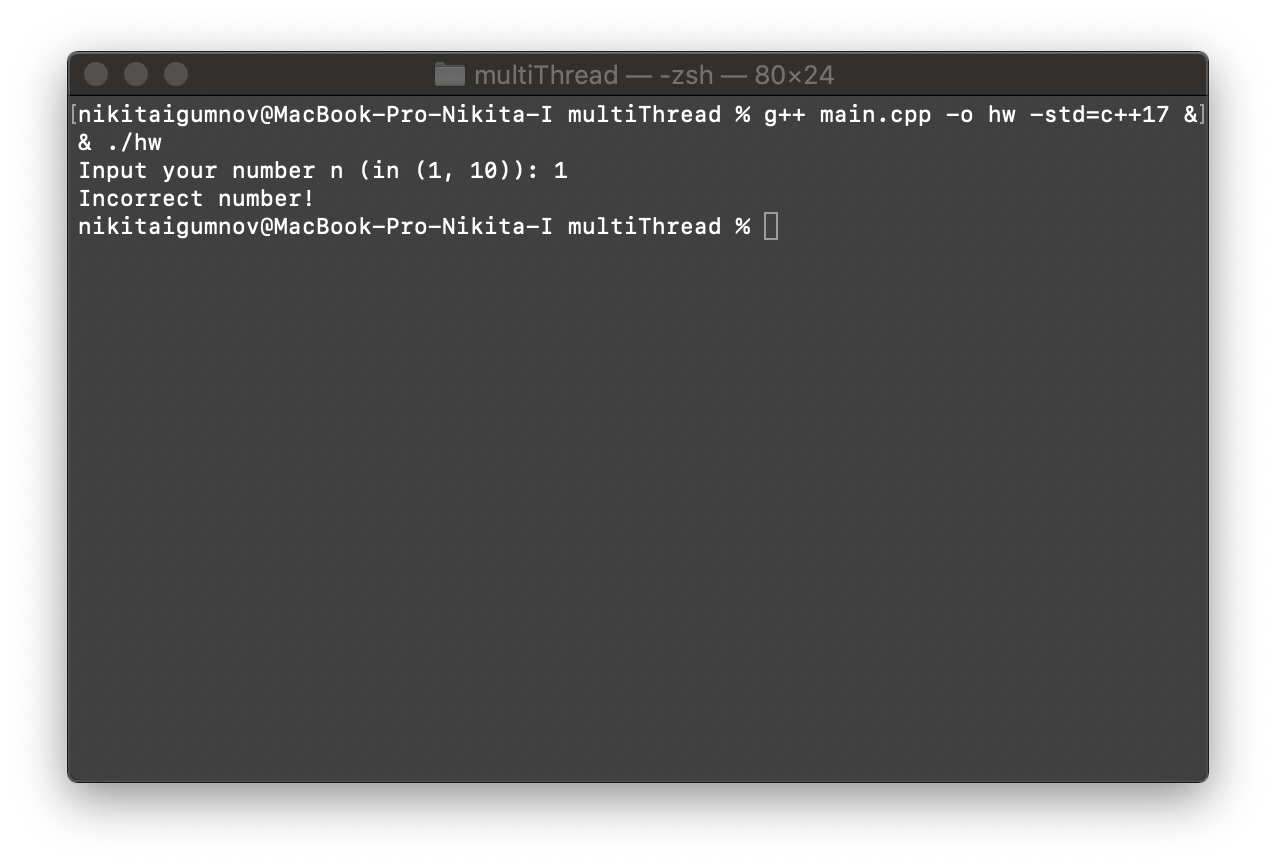 multiThread — -zsh — 80×24
[nikitaigumnov@MacBook-Pro-Nikita-I multiThread % g++ main.cpp -o hw -std=c++17 &]
& ./hw
Input your number n (in (1, 10)): 1
Incorrect number!
nikitaigumnov@MacBook-Pro-Nikita-I multiThread %